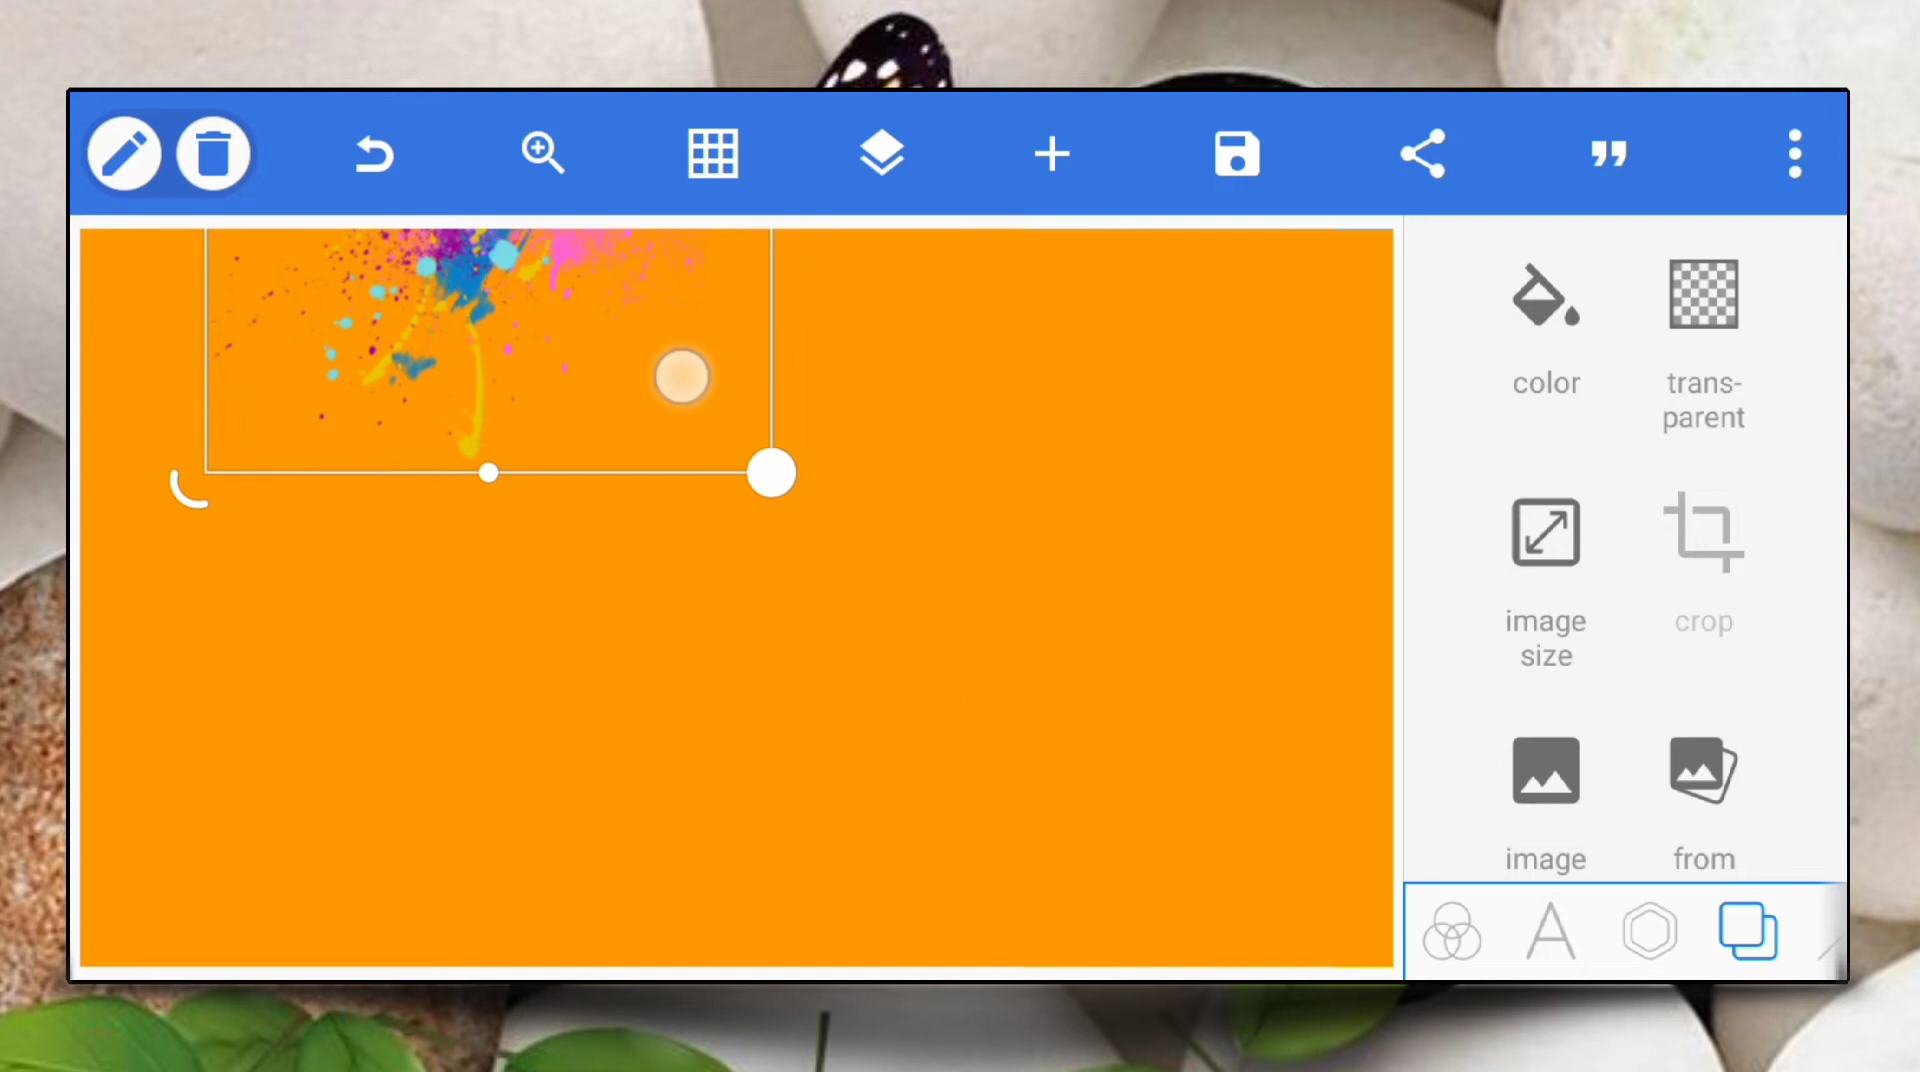 color
trans-
parent
image
size
crop
image
from